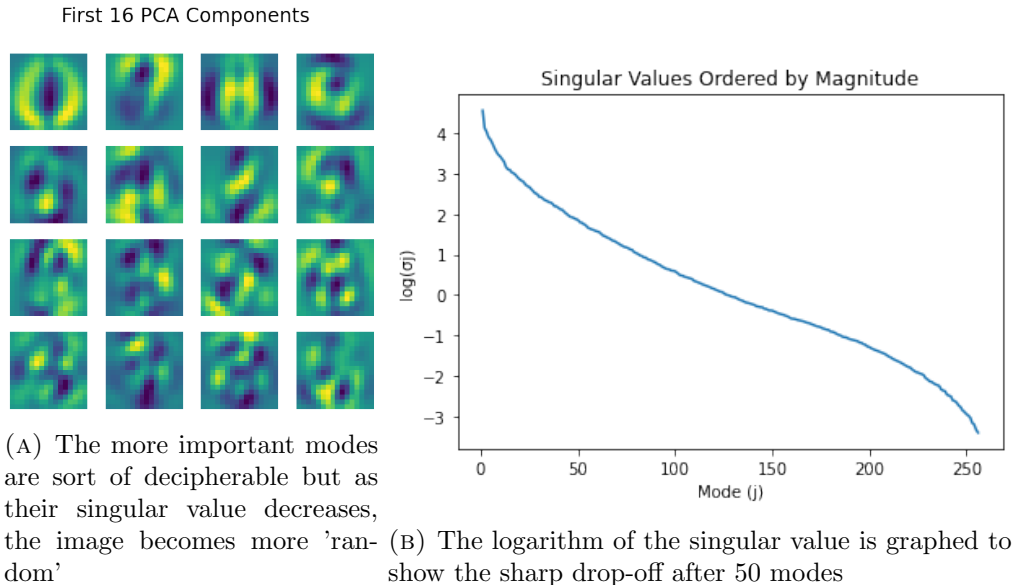 First 16 PCA Components
(A) The more important modes
are sort of decipherable but as
their singular value decreases,
the image becomes more 'ran-
dom'
Singular Values Ordered by Magnitude
log(σj)
4
3
2
1
0
−1
−2
−3
0 50 100 150 200 250
Mode (j)
(B) The logarithm of the singular value is graphed to
show the sharp drop-off after 50 modes